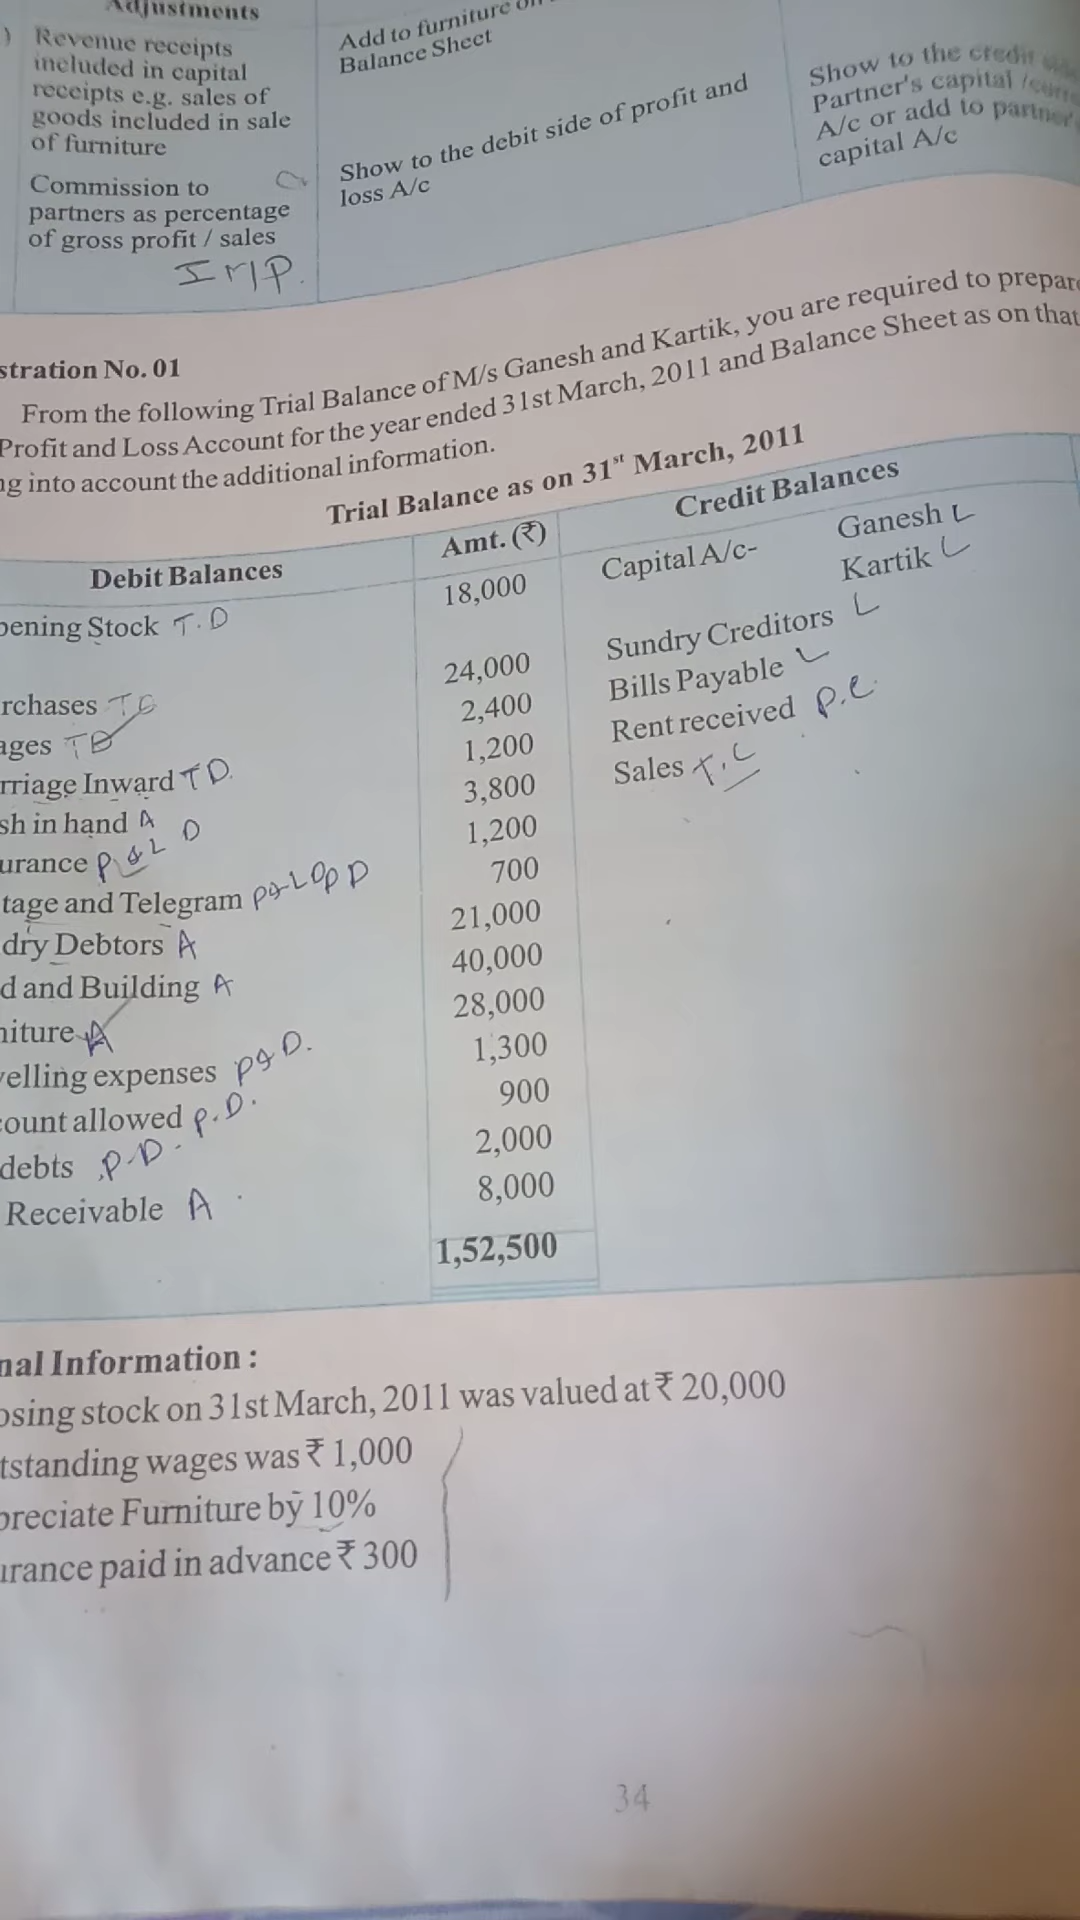 Adjustments
) Revenue receipts
included in capital
receipts e.g. sales of
goods included in sale
of furniture
Add to furniture on
Balance Sheet
Commission to
partners as percentage
of gross profit / sales
IMP.
Show to the debit side of profit and
loss A/c
Show to the credit
Partner's capital
A/c or add to partner's
capital A/c
stration No. 01
From the following Trial Balance of M/s Ganesh and Kartik, you are required to prepare
Profit and Loss Account for the year ended 31st March, 2011 and Balance Sheet as on that
ng into account the additional information.
Trial Balance as on 31st March, 2011
Debit Balances Amt. (₹) Credit Balances
pening Stock T.D 18,000 Capital A/c- Ganesh L
Kartik L
rchases 24,000 Sundry Creditors L
ages TD 2,400 Bills Payable L
rriage Inward TD. 1,200 Rent received P.C.
sh in hand A 3,800 Sales T.C
urance P&L D 1,200
tage and Telegram 700
dry Debtors A 21,000
d and Building A 40,000
niture A 28,000
velling expenses P& D. 1,300
count allowed P.D. 900
debts P.D. 2,000
Receivable A 8,000
1,52,500
nal Information :
osing stock on 31st March, 2011 was valued at ₹ 20,000
tstanding wages was ₹ 1,000
preciate Furniture by 10%
urance paid in advance ₹ 300
34